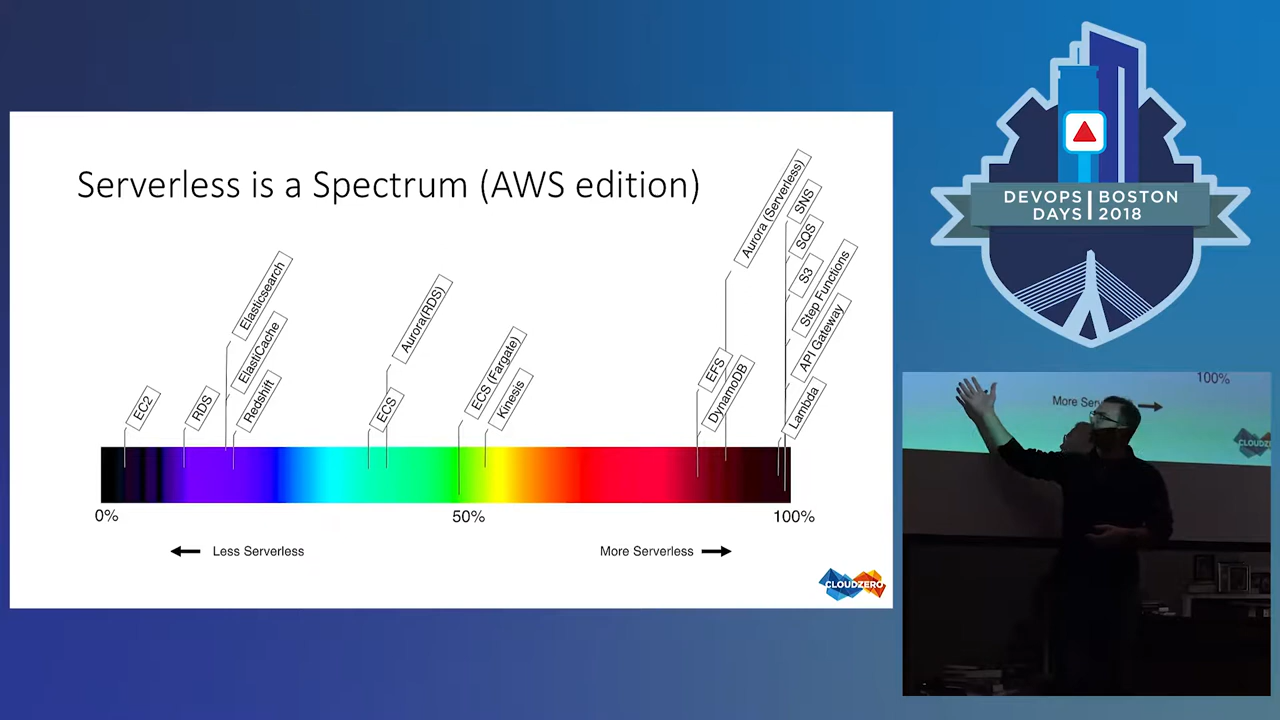 Serverless is a Spectrum (AWS edition)
EC2
RDS
Elasticsearch
ElastiCache
Redshift
ECS
Aurora(RDS)
ECS (Fargate)
Kinesis
EFS
DynamoDB
Aurora (Serverless)
SNS
SQS
S3
Step Functions
API Gateway
Lambda
0%
50%
100%
Less Serverless
More Serverless
CLOUDZERO
DEVOPS BOSTON
DAYS 2018
100%
More Serv
CLOUDZE